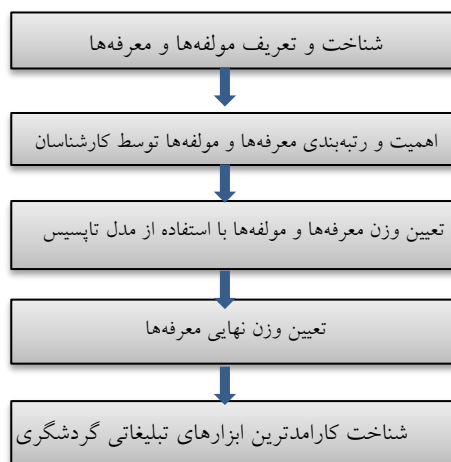 شناخت و تعریف مولفه‌ها و معرفه‌ها
اهمیت و رتبه‌بندی معرفه‌ها و مولفه‌ها توسط کارشناسان
تعیین وزن معرفه‌ها و مولفه‌ها با استفاده از مدل تاپسیس
تعیین وزن نهایی معرفه‌ها
شناخت کارامدترین ابزارهای تبلیغاتی گردشگری